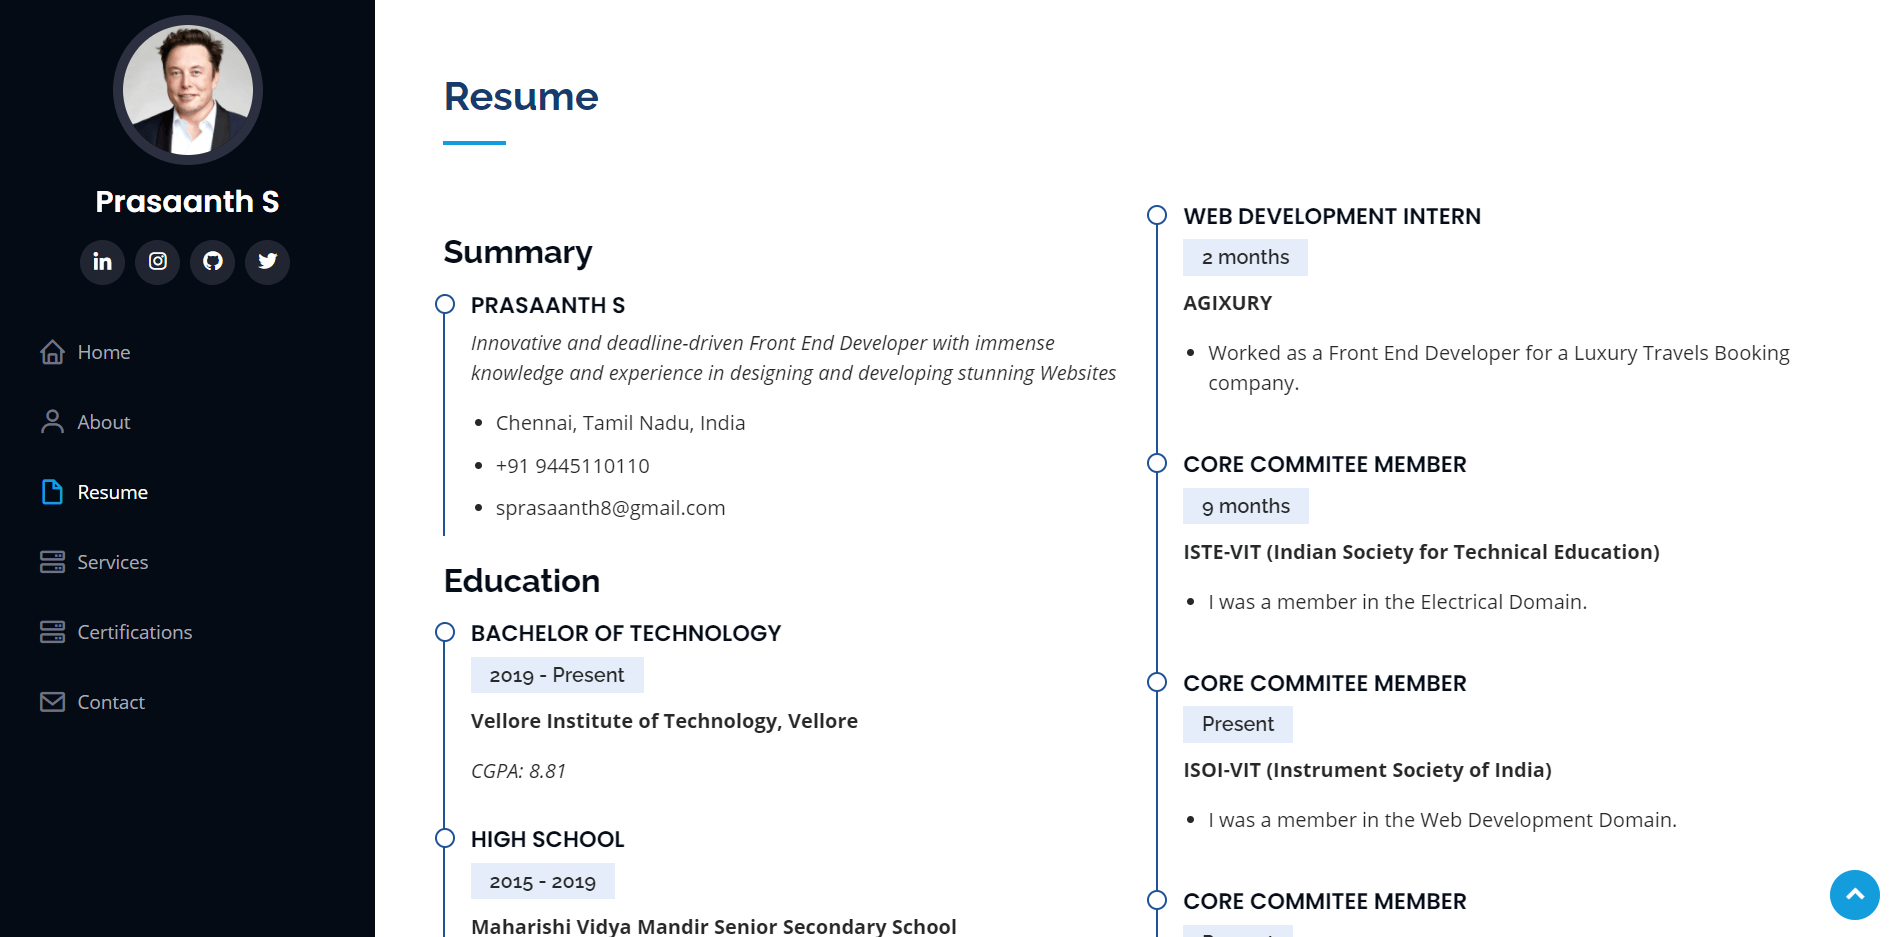 Prasaanth S
Home
About
Resume
Services
Certifications
Contact
Resume
Summary
PRASAANTH S
Innovative and deadline-driven Front End Developer with immense
knowledge and experience in designing and developing stunning Websites
Chennai, Tamil Nadu, India
+91 9445110110
sprasaanth8@gmail.com
Education
BACHELOR OF TECHNOLOGY
2019 - Present
Vellore Institute of Technology, Vellore
CGPA: 8.81
HIGH SCHOOL
2015 - 2019
Maharishi Vidya Mandir Senior Secondary School
WEB DEVELOPMENT INTERN
2 months
AGIXURY
Worked as a Front End Developer for a Luxury Travels Booking
company.
CORE COMMITEE MEMBER
9 months
ISTE-VIT (Indian Society for Technical Education)
I was a member in the Electrical Domain.
CORE COMMITEE MEMBER
Present
ISOI-VIT (Instrument Society of India)
I was a member in the Web Development Domain.
CORE COMMITEE MEMBER